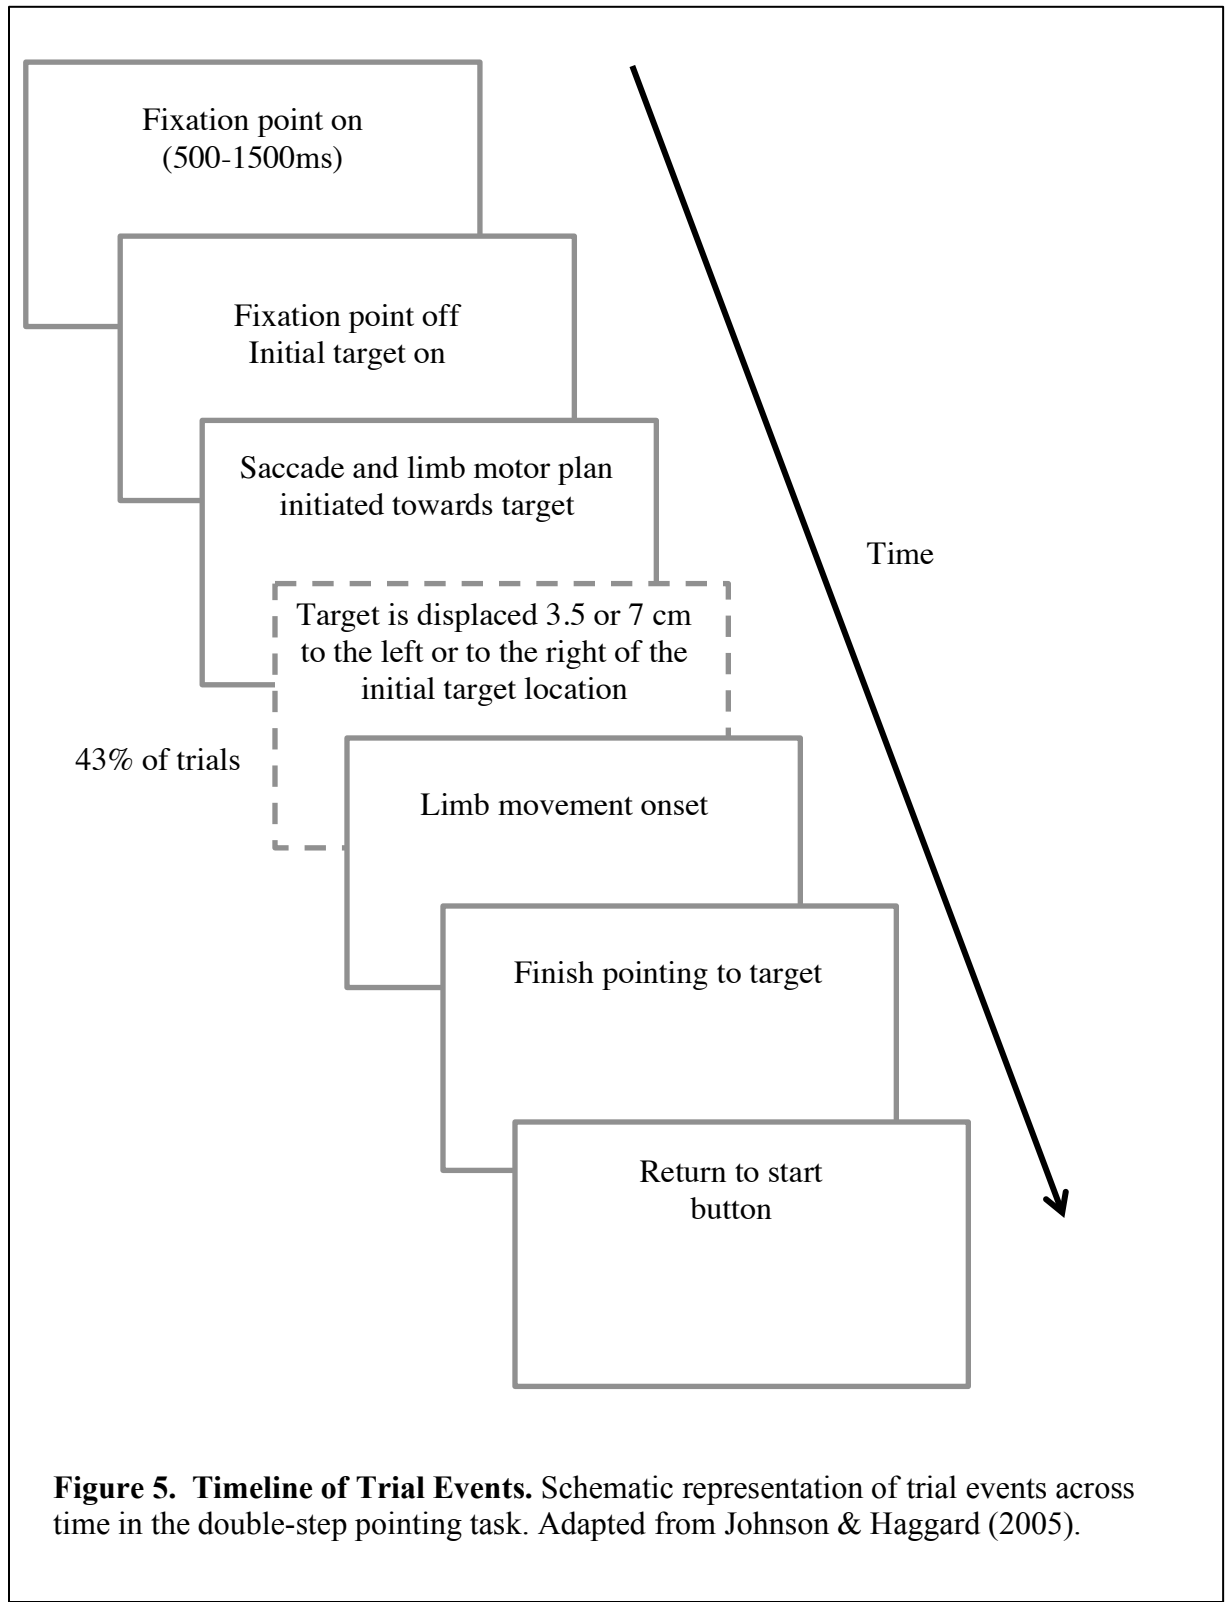 Fixation point on
(500-1500ms)
Fixation point off
Initial target on
Saccade and limb motor plan
initiated towards target
Time
Target is displaced 3.5 or 7 cm
to the left or to the right of the
initial target location
43% of trials
Limb movement onset
Finish pointing to target
Return to start
button
Figure 5.  Timeline of Trial Events. Schematic representation of trial events across
time in the double-step pointing task. Adapted from Johnson & Haggard (2005).